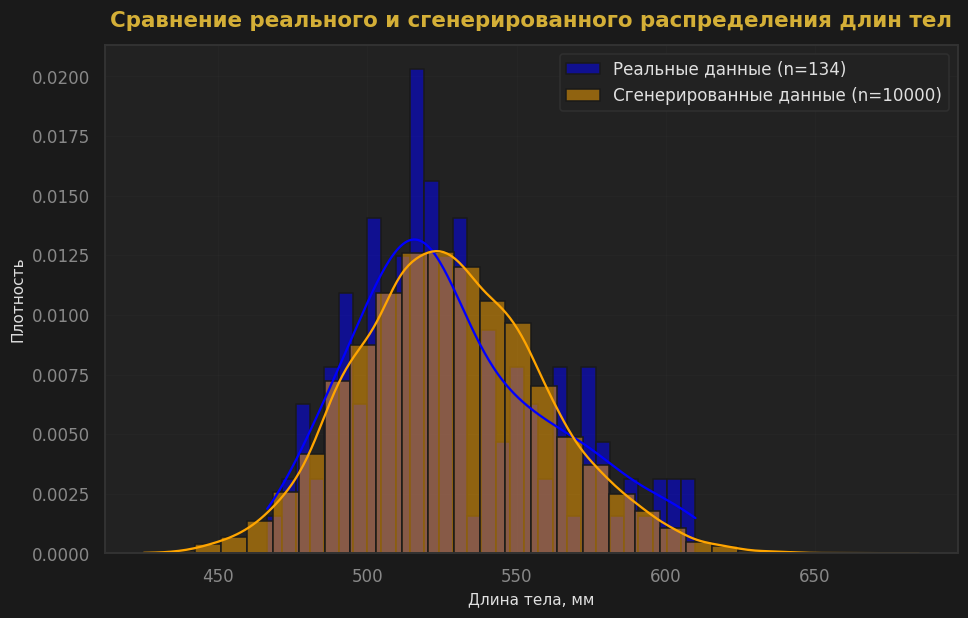 Сравнение реального и сгенерированного распределения длин тел
Реальные данные (n=134)
Сгенерированные данные (n=10000)
Плотность
0.0200
0.0175
0.0150
0.0125
0.0100
0.0075
0.0050
0.0025
0.0000
450 500 550 600 650
Длина тела, мм